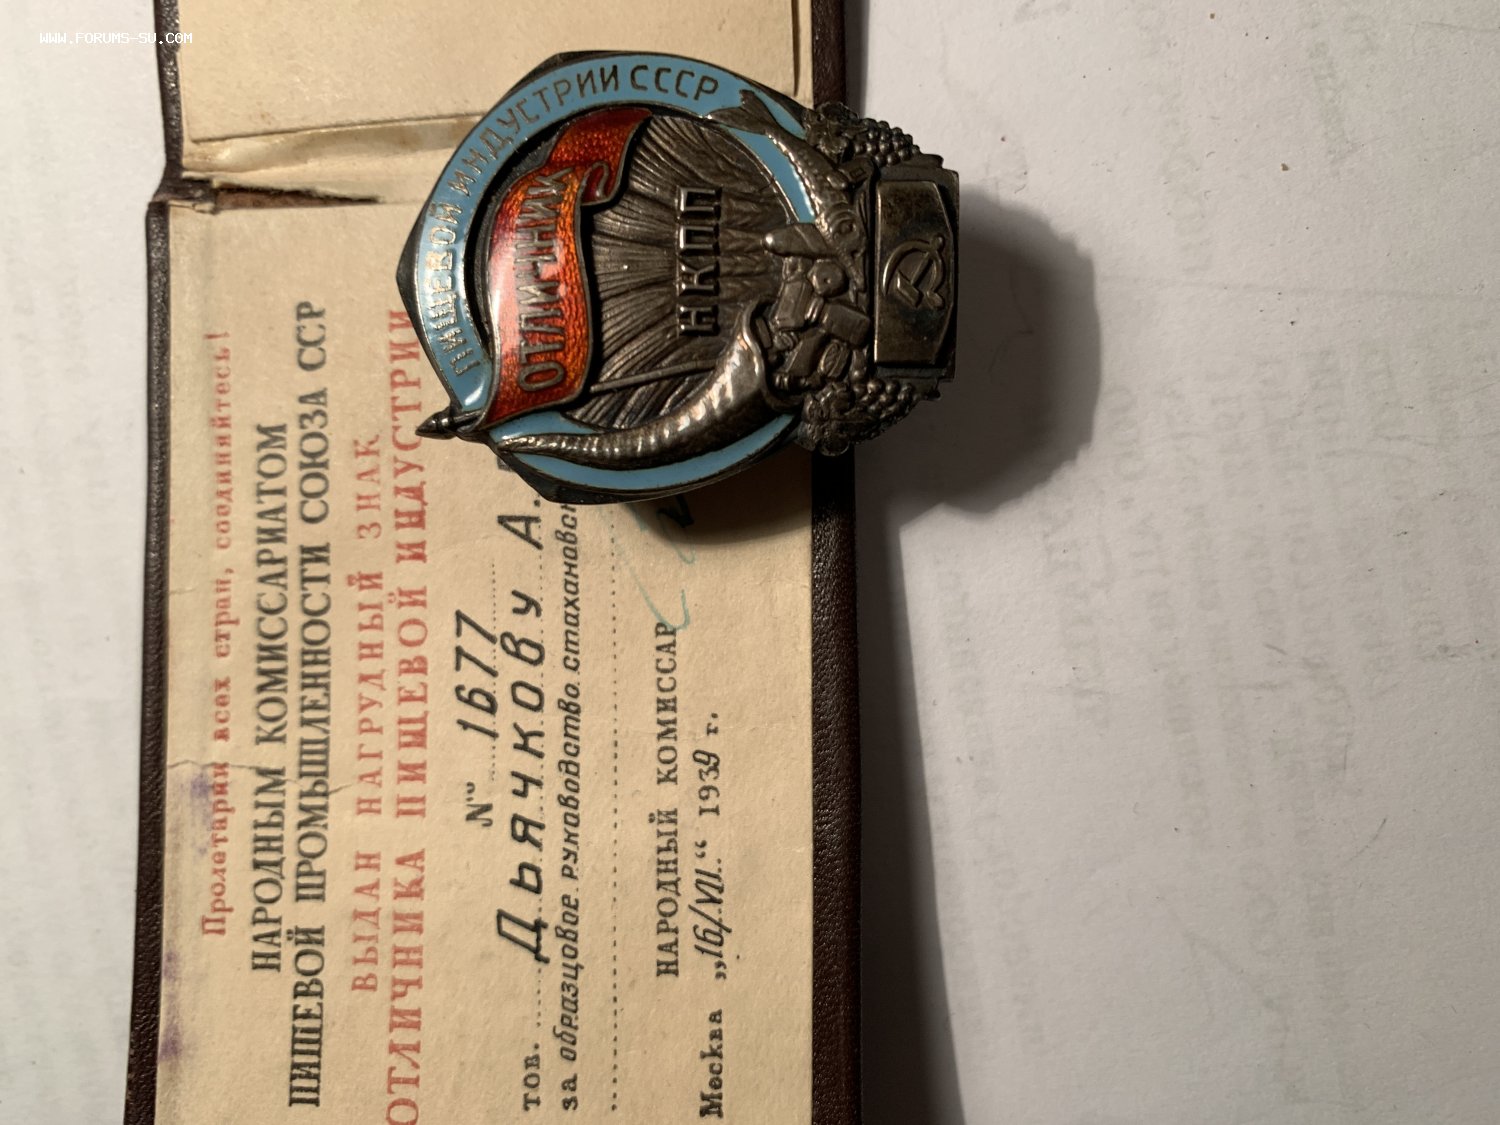 WWW.FORUMS-SU.COM
ПИЩЕВОЙ ИНДУСТРИИ СССР
ОТЛИЧНИК
НКПП
Пролетарии всех стран, соединяйтесь!
НАРОДНЫМ КОМИССАРИАТОМ
ПИЩЕВОЙ ПРОМЫШЛЕННОСТИ СОЮЗА ССР
ВЫДАН НАГРУДНЫЙ ЗНАК
ОТЛИЧНИКА ПИЩЕВОЙ ИНДУСТРИИ
№ 1677
тов. Дьячкову А.
за образцовое руководство
НАРОДНЫЙ КОМИССАР
Москва „16/VII.“ 1939 г.